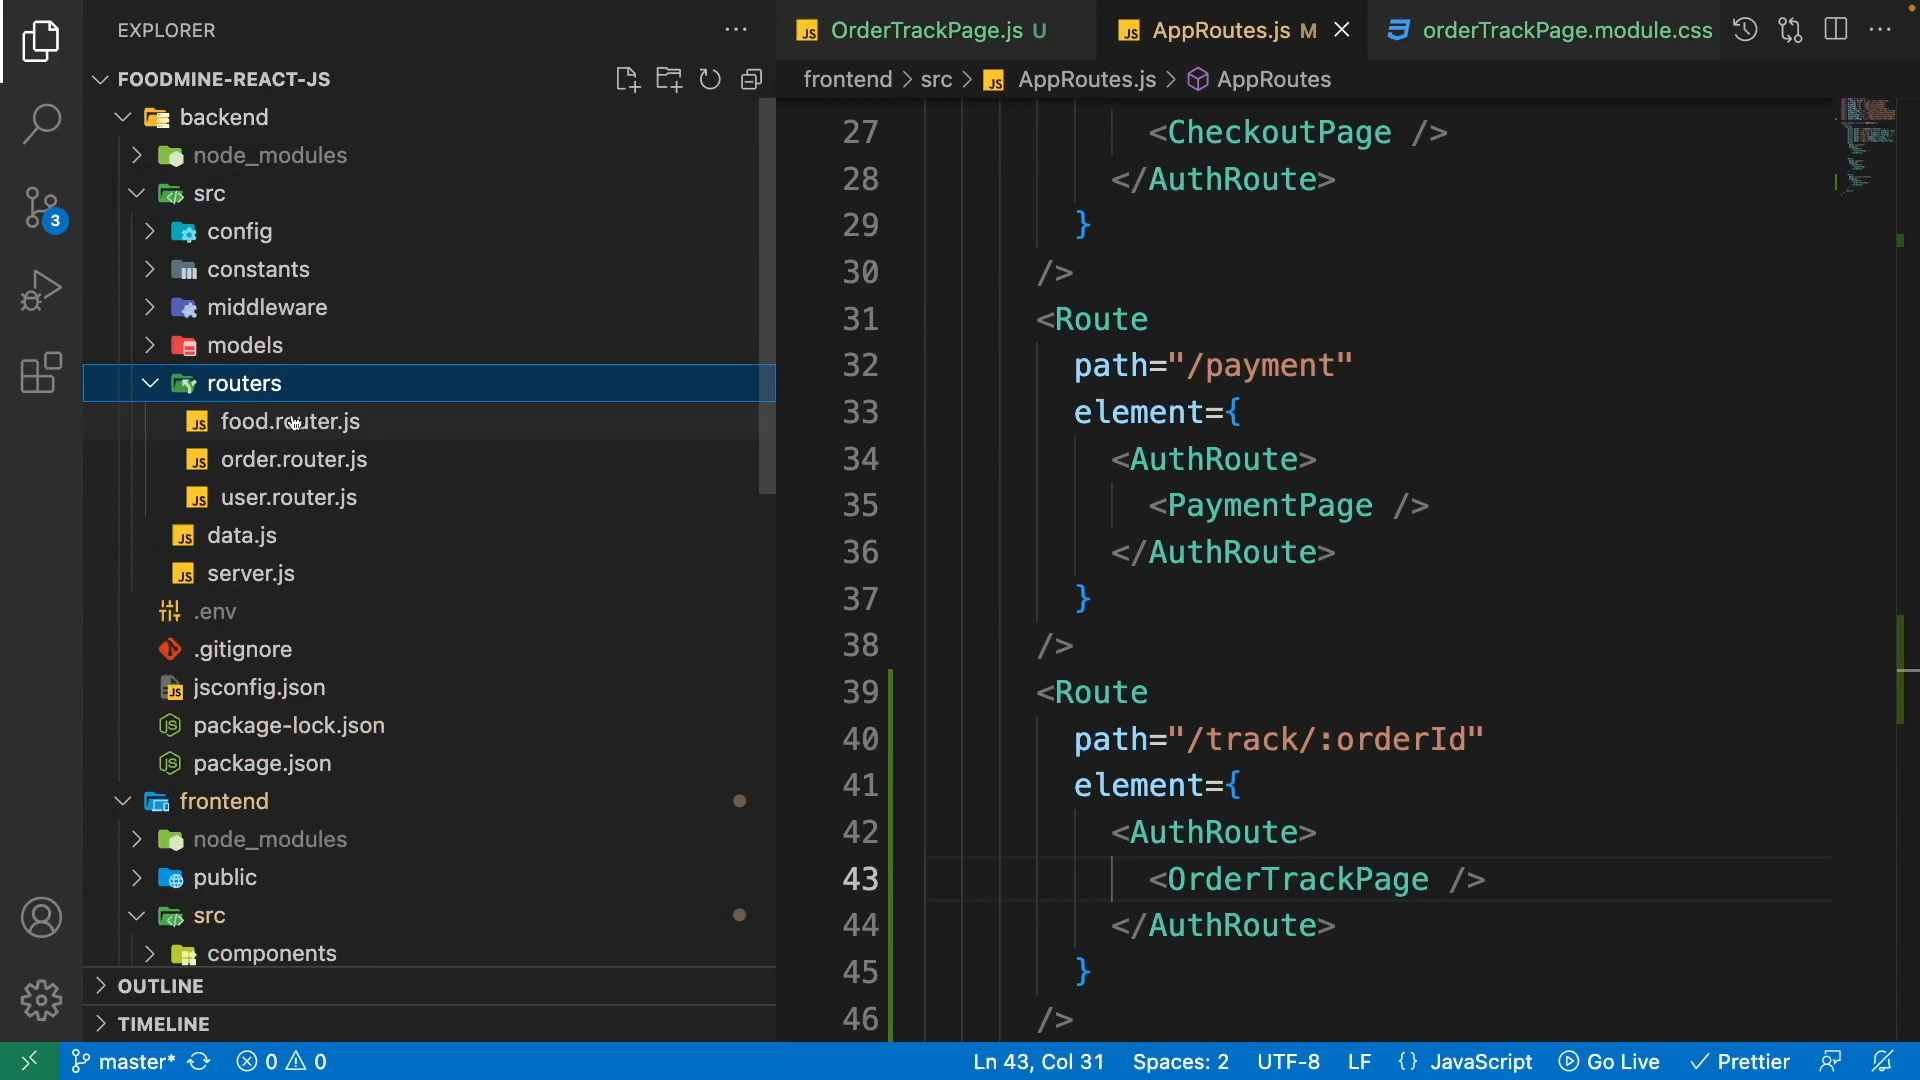 EXPLORER
FOODMINE-REACT-JS
backend
node_modules
src
config
constants
middleware
models
routers
food.router.js
order.router.js
user.router.js
data.js
server.js
.env
.gitignore
jsconfig.json
package-lock.json
package.json
frontend
node_modules
public
src
components
OUTLINE
TIMELINE
3
JS OrderTrackPage.js U
JS AppRoutes.js M
orderTrackPage.module.css
frontend > src > JS AppRoutes.js > AppRoutes
27 <CheckoutPage />
28 </AuthRoute>
29 }
30 />
31 <Route
32 path="/payment"
33 element={
34 <AuthRoute>
35 <PaymentPage />
36 </AuthRoute>
37 }
38 />
39 <Route
40 path="/track/:orderId"
41 element={
42 <AuthRoute>
43 <OrderTrackPage />
44 </AuthRoute>
45 }
46 />
master* 0 0 Ln 43, Col 31 Spaces: 2 UTF-8 LF {} JavaScript Go Live Prettier